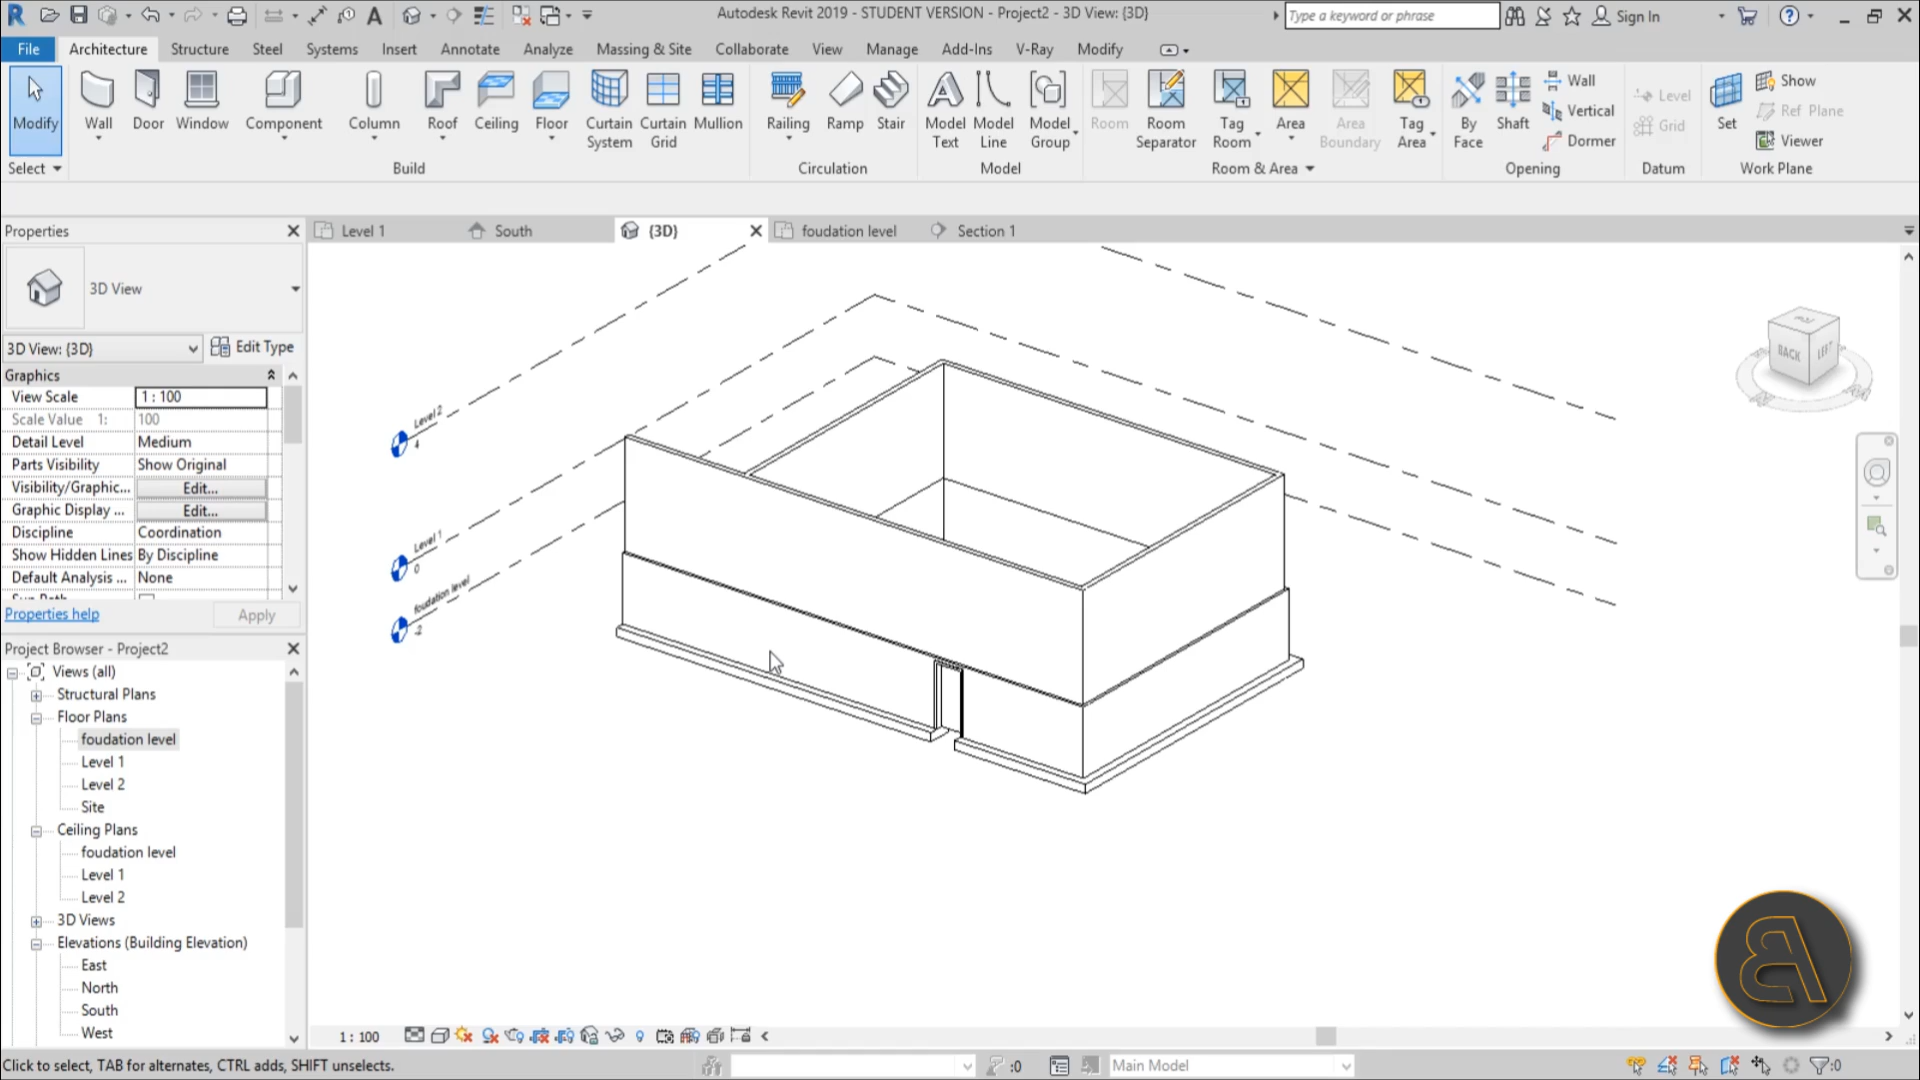 Autodesk Revit 2019 - STUDENT VERSION - Project2 - 3D View: {3D}
Type a keyword or phrase
Sign In
File Architecture Structure Steel Systems Insert Annotate Analyze Massing & Site Collaborate View Manage Add-Ins V-Ray Modify
Modify Wall Door Window Component Column Roof Ceiling Floor Curtain System Curtain Grid Mullion Railing Ramp Stair Model Text Model Line Model Group Room Room Separator Tag Room Area Area Boundary Tag Area By Face Shaft Wall Vertical Dormer Level Grid Set Show Ref Plane Viewer
Select Build Circulation Model Room & Area Opening Datum Work Plane
Properties
Level 1 South {3D} foudation level Section 1
3D View
3D View: {3D} Edit Type
Graphics
View Scale 1 : 100
Scale Value 1: 100
Detail Level Medium
Parts Visibility Show Original
Visibility/Graphic... Edit...
Graphic Display ... Edit...
Discipline Coordination
Show Hidden Lines By Discipline
Default Analysis ... None
Properties help Apply
Project Browser - Project2
Views (all)
Structural Plans
Floor Plans
foudation level
Level 1
Level 2
Site
Ceiling Plans
foudation level
Level 1
Level 2
3D Views
Elevations (Building Elevation)
East
North
South
West
Level 2
4
Level 1
0
foudation level
-2
BACK LEFT
1 : 100
Click to select, TAB for alternates, CTRL adds, SHIFT unselects.
:0
Main Model
:0